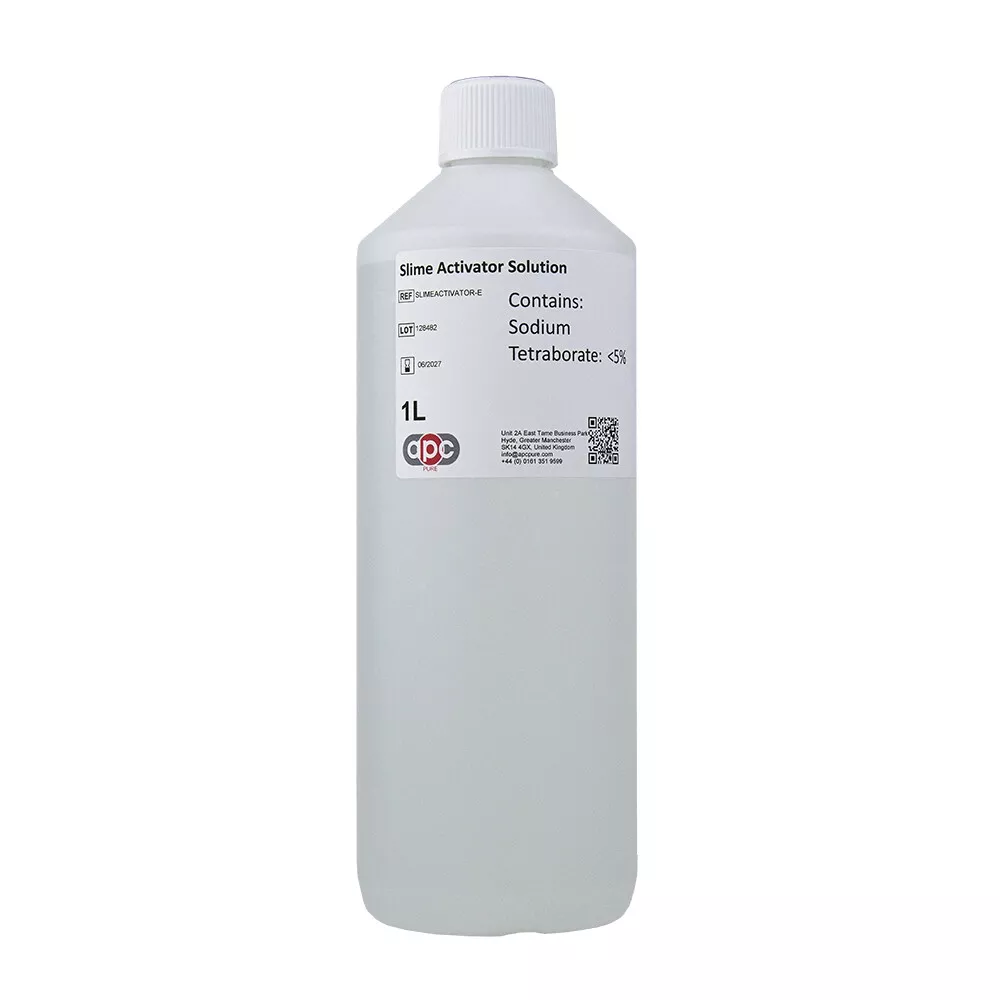 Slime Activator Solution
REF SLIMEACTIVATOR-E
LOT 128482
06/2027
1L
apc
PURE
Contains:
Sodium
Tetraborate: <5%
Unit 2A East Tame Business Park
Hyde, Greater Manchester
SK14 4GX, United Kingdom
info@apcpure.com
+44 (0) 0161 351 9599